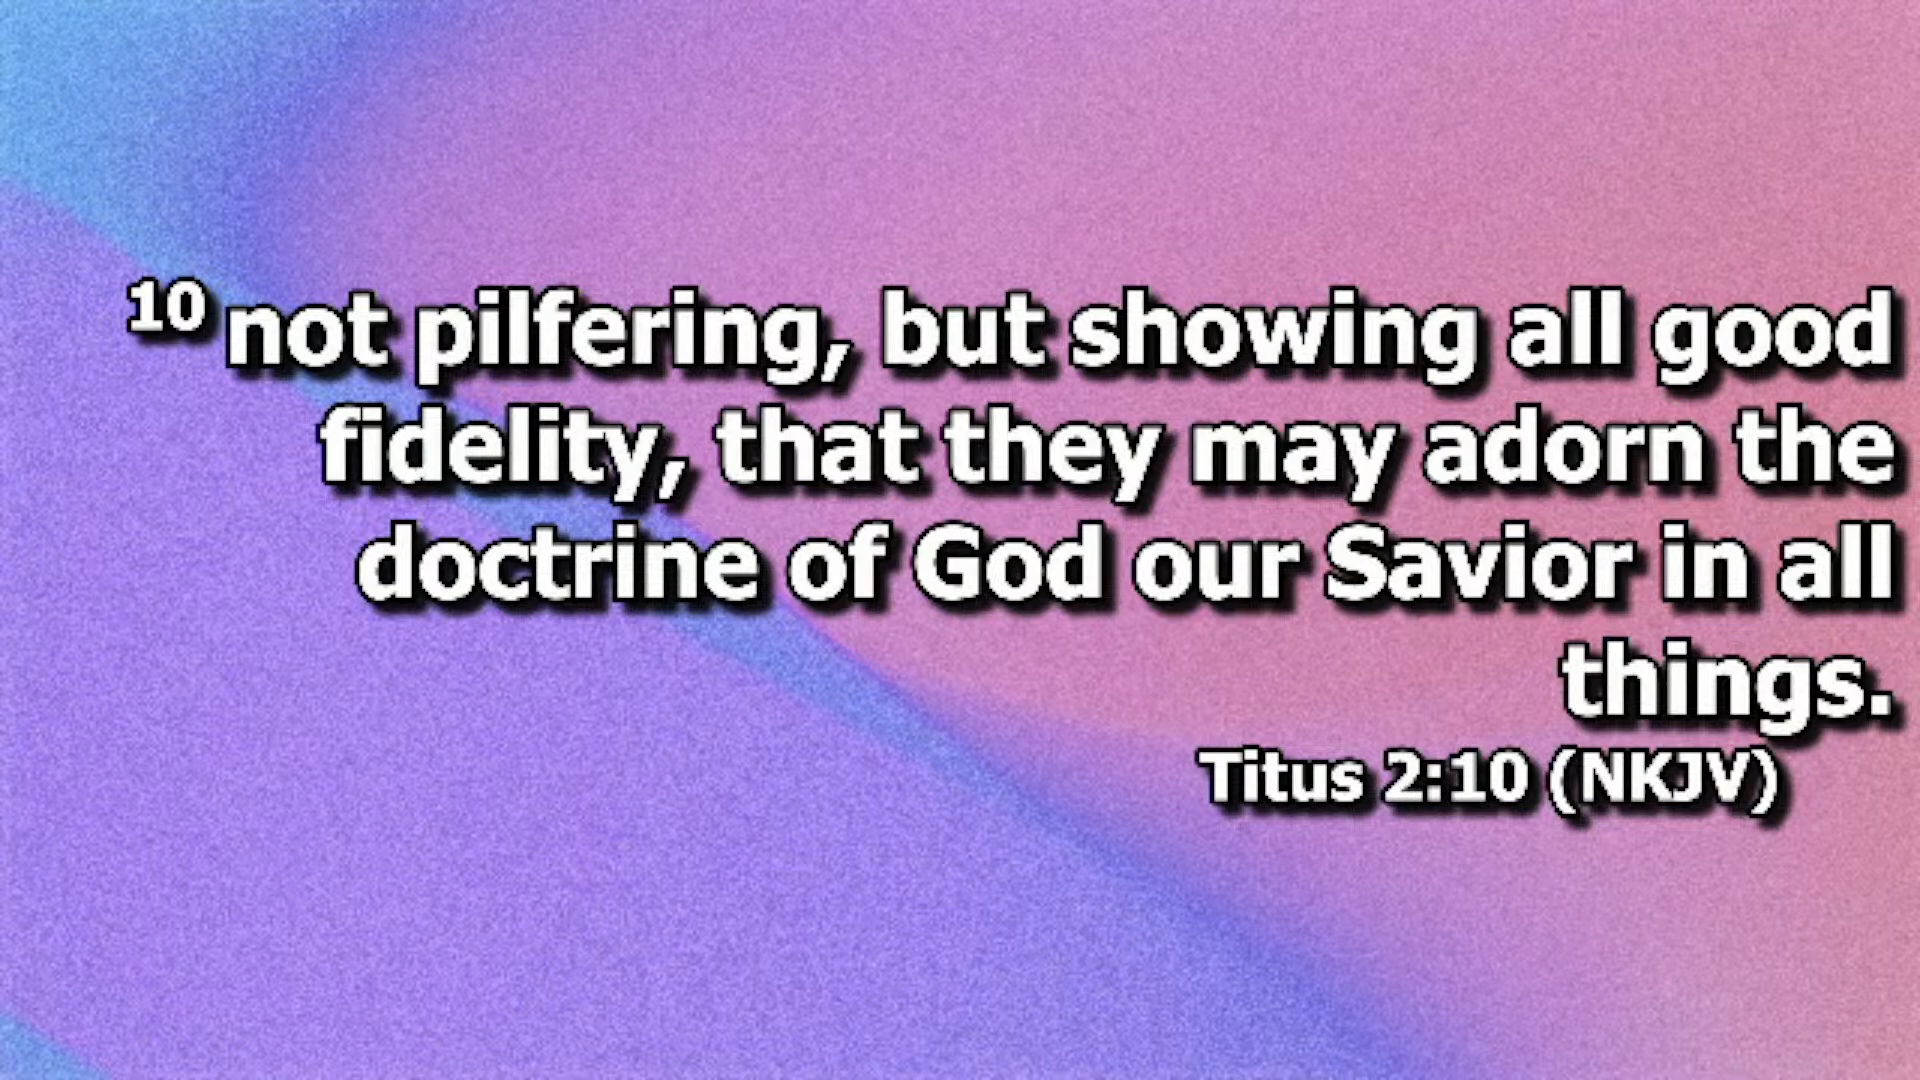 10 not pilfering, but showing all good
fidelity, that they may adorn the
doctrine of God our Savior in all
things.
Titus 2:10 (NKJV)